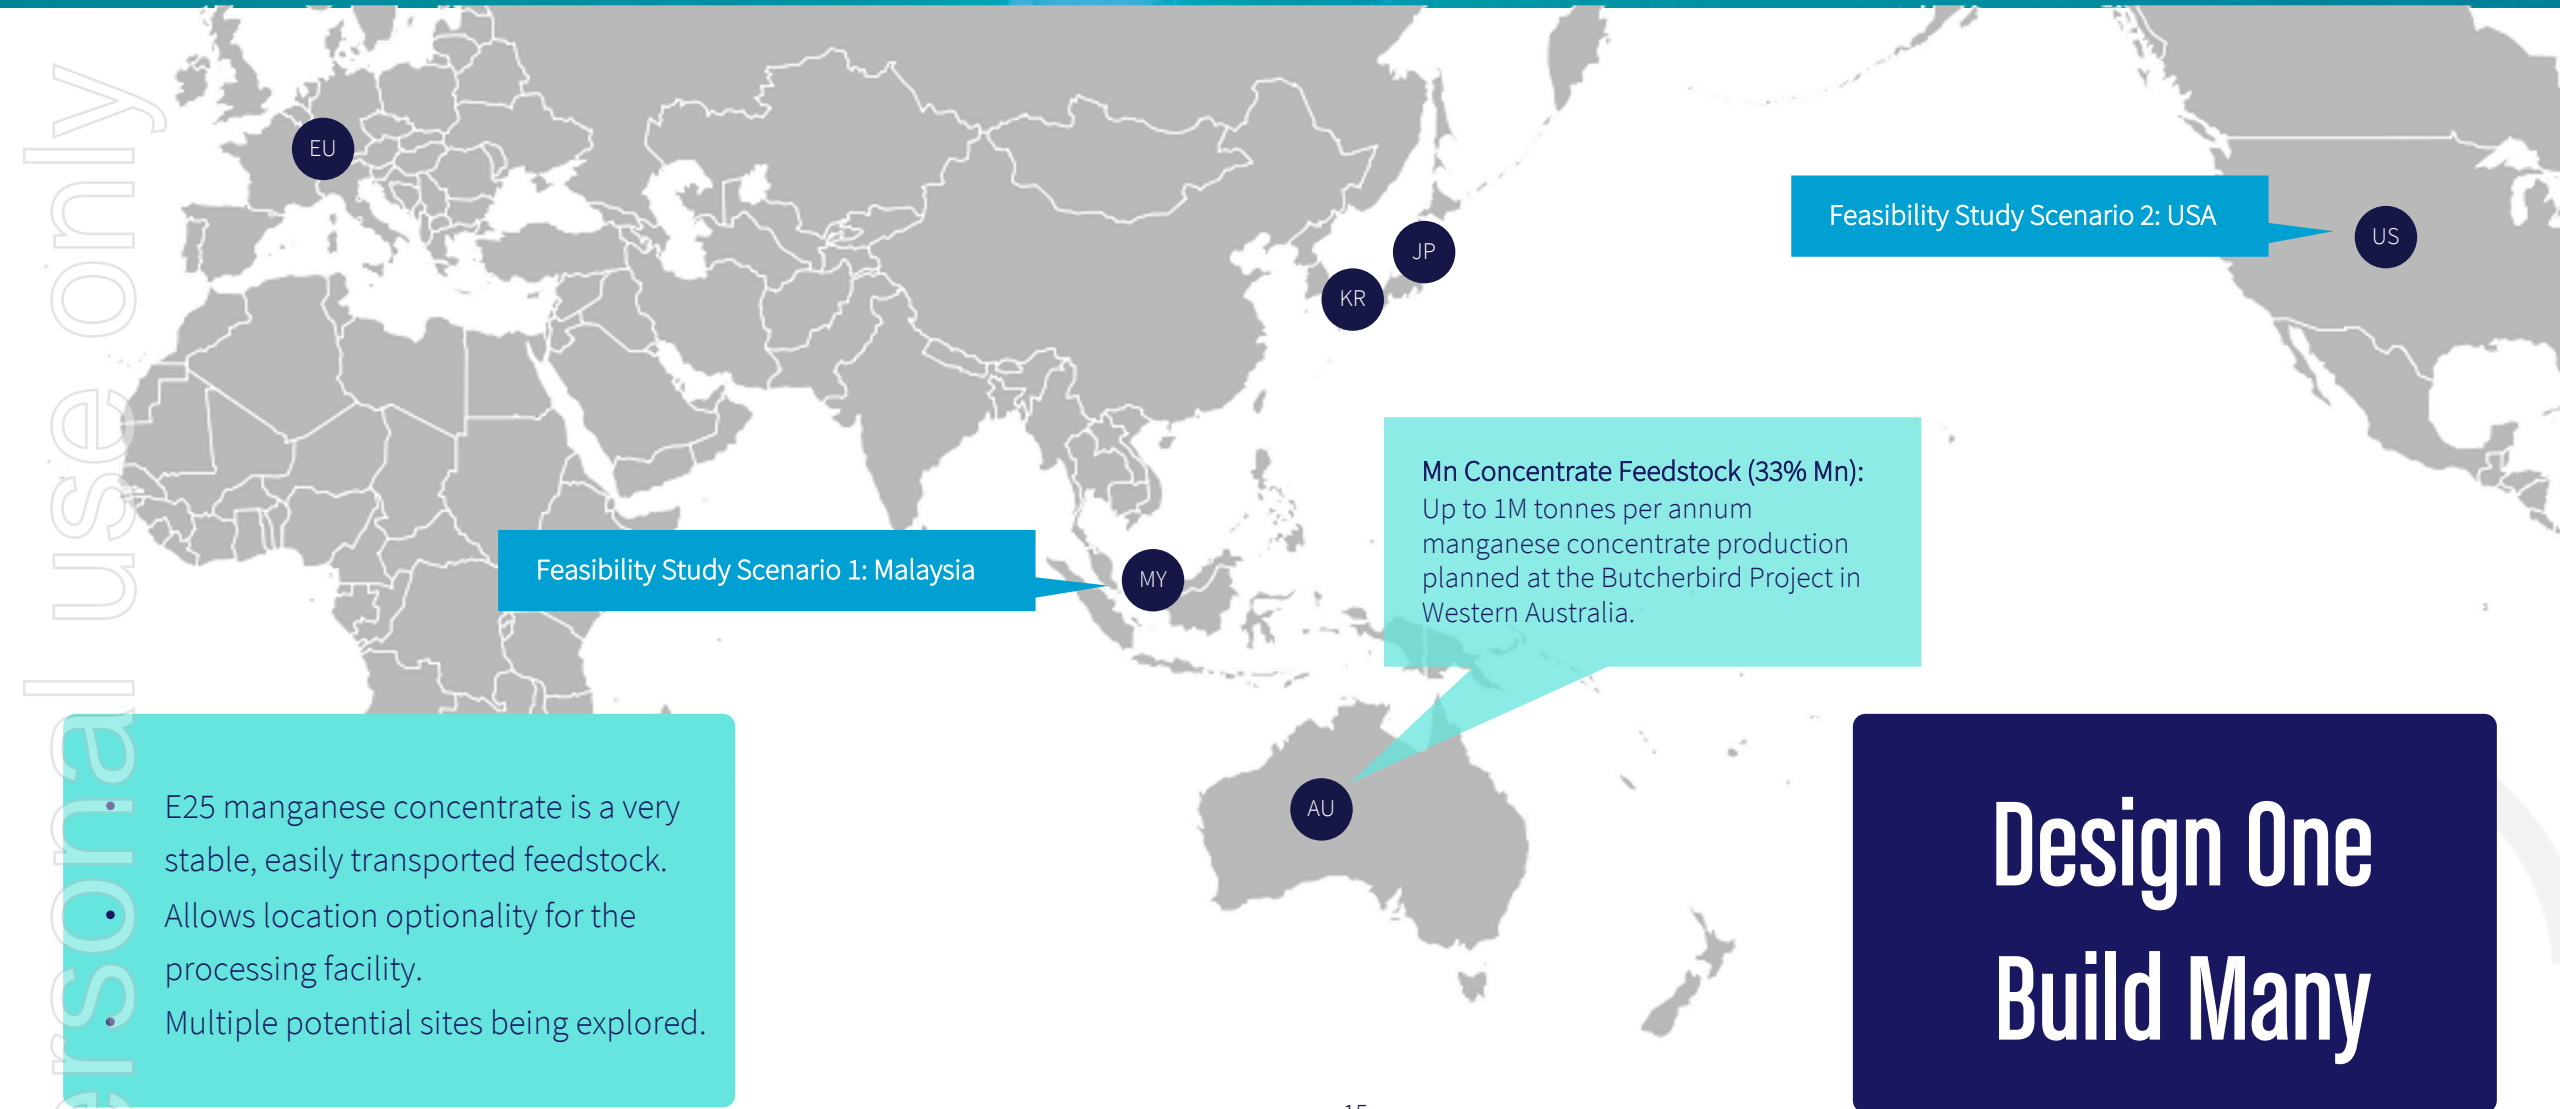 EU
JP
KR
US
Feasibility Study Scenario 2: USA
Mn Concentrate Feedstock (33% Mn):
Up to 1M tonnes per annum
manganese concentrate production
planned at the Butcherbird Project in
Western Australia.
Feasibility Study Scenario 1: Malaysia
MY
AU
• E25 manganese concentrate is a very
stable, easily transported feedstock.
• Allows location optionality for the
processing facility.
• Multiple potential sites being explored.
Design One
Build Many
ersonal use only